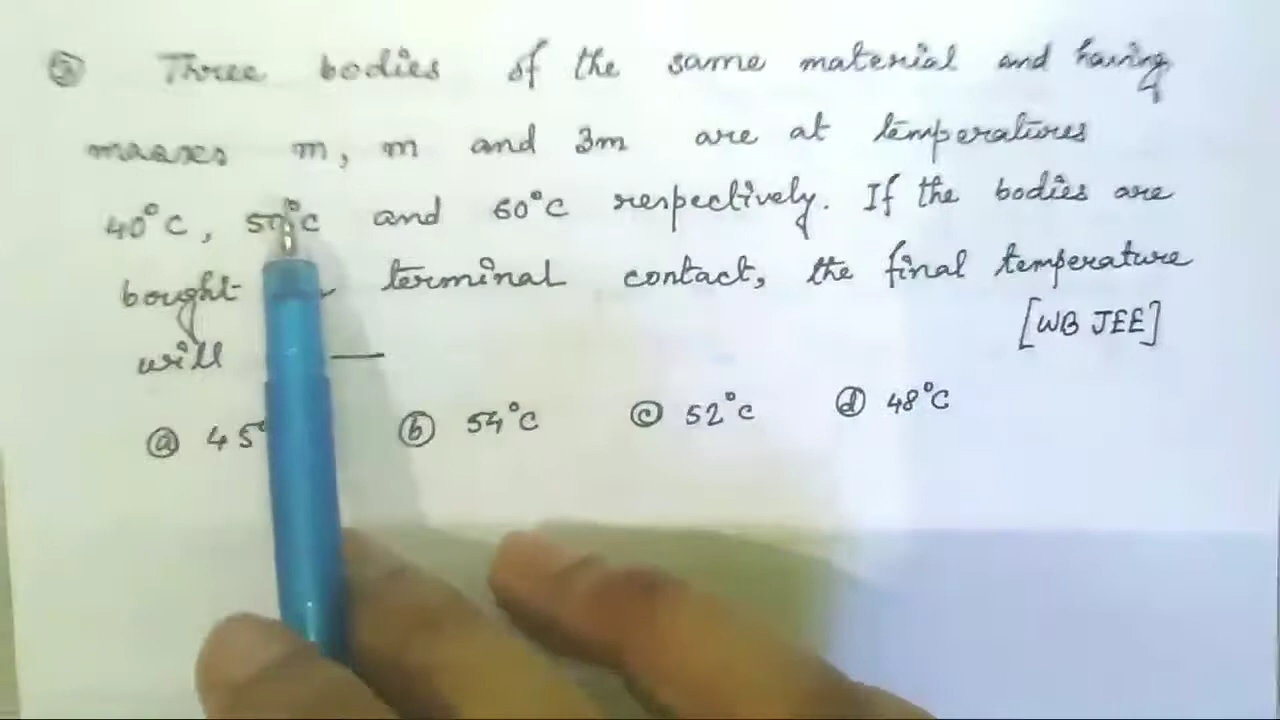 ⑤ Three bodies of the same material and having
masses m, m and 3m are at temperatures
40°C, 50°C and 60°C respectively. If the bodies are
bought terminal contact, the final temperature
will —
[WB JEE]
ⓐ 45° ⓑ 54°C ⓒ 52°C ⓓ 48°C